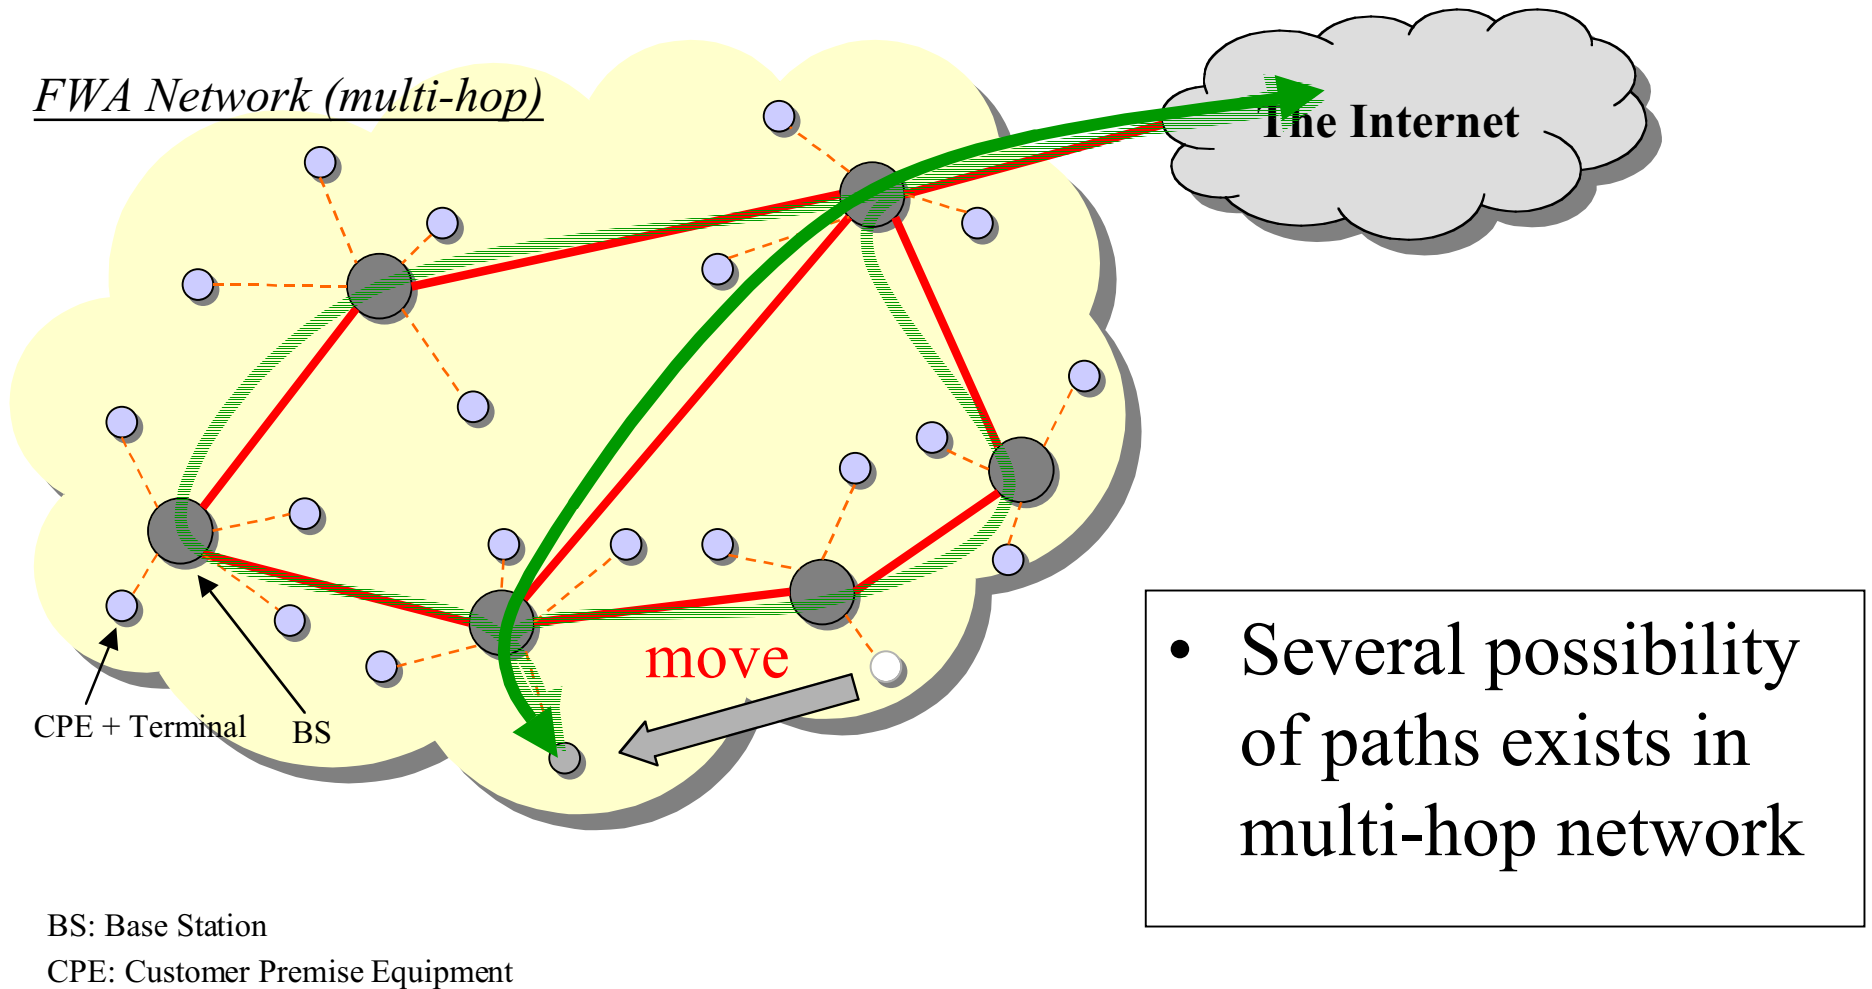 FWA Network (multi-hop)
The Internet
move
CPE + Terminal
BS
• Several possibility
of paths exists in
multi-hop network
BS: Base Station
CPE: Customer Premise Equipment